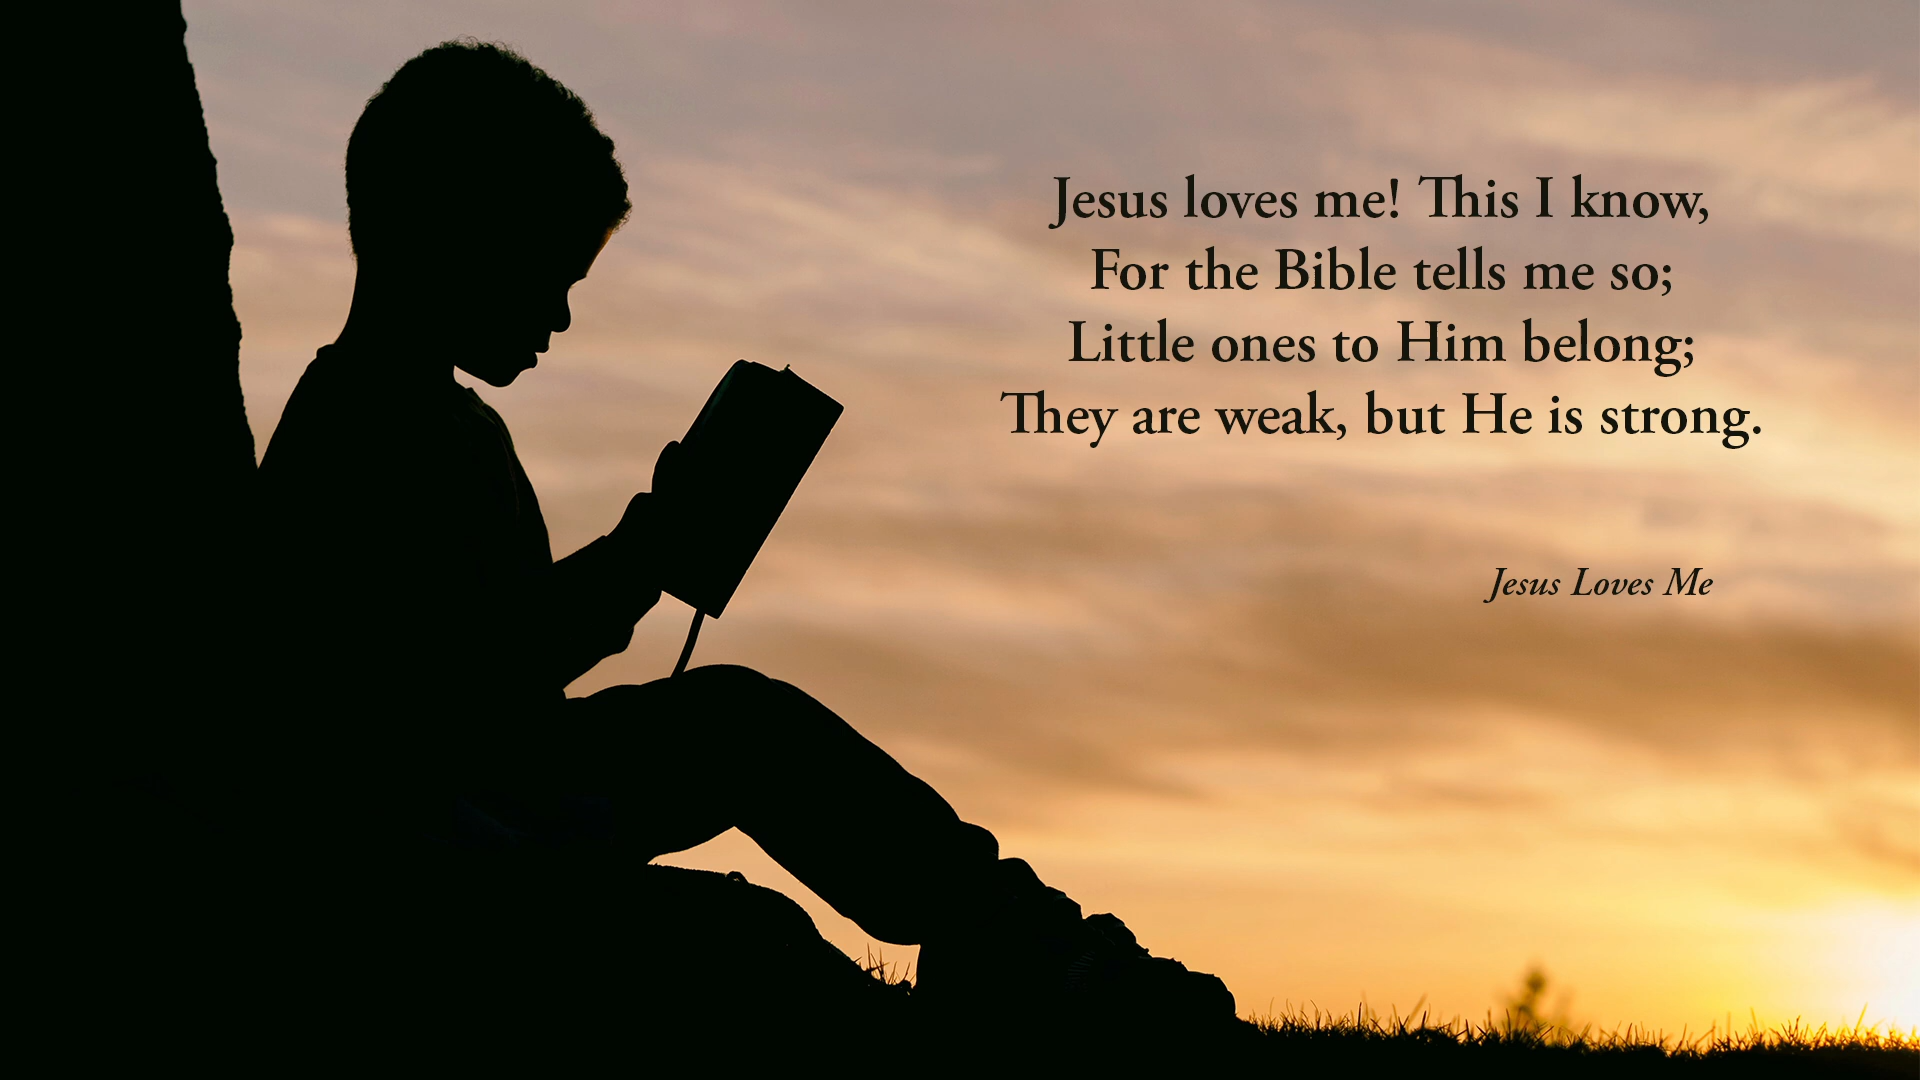 Jesus loves me! This I know,
For the Bible tells me so;
Little ones to Him belong;
They are weak, but He is strong.
Jesus Loves Me